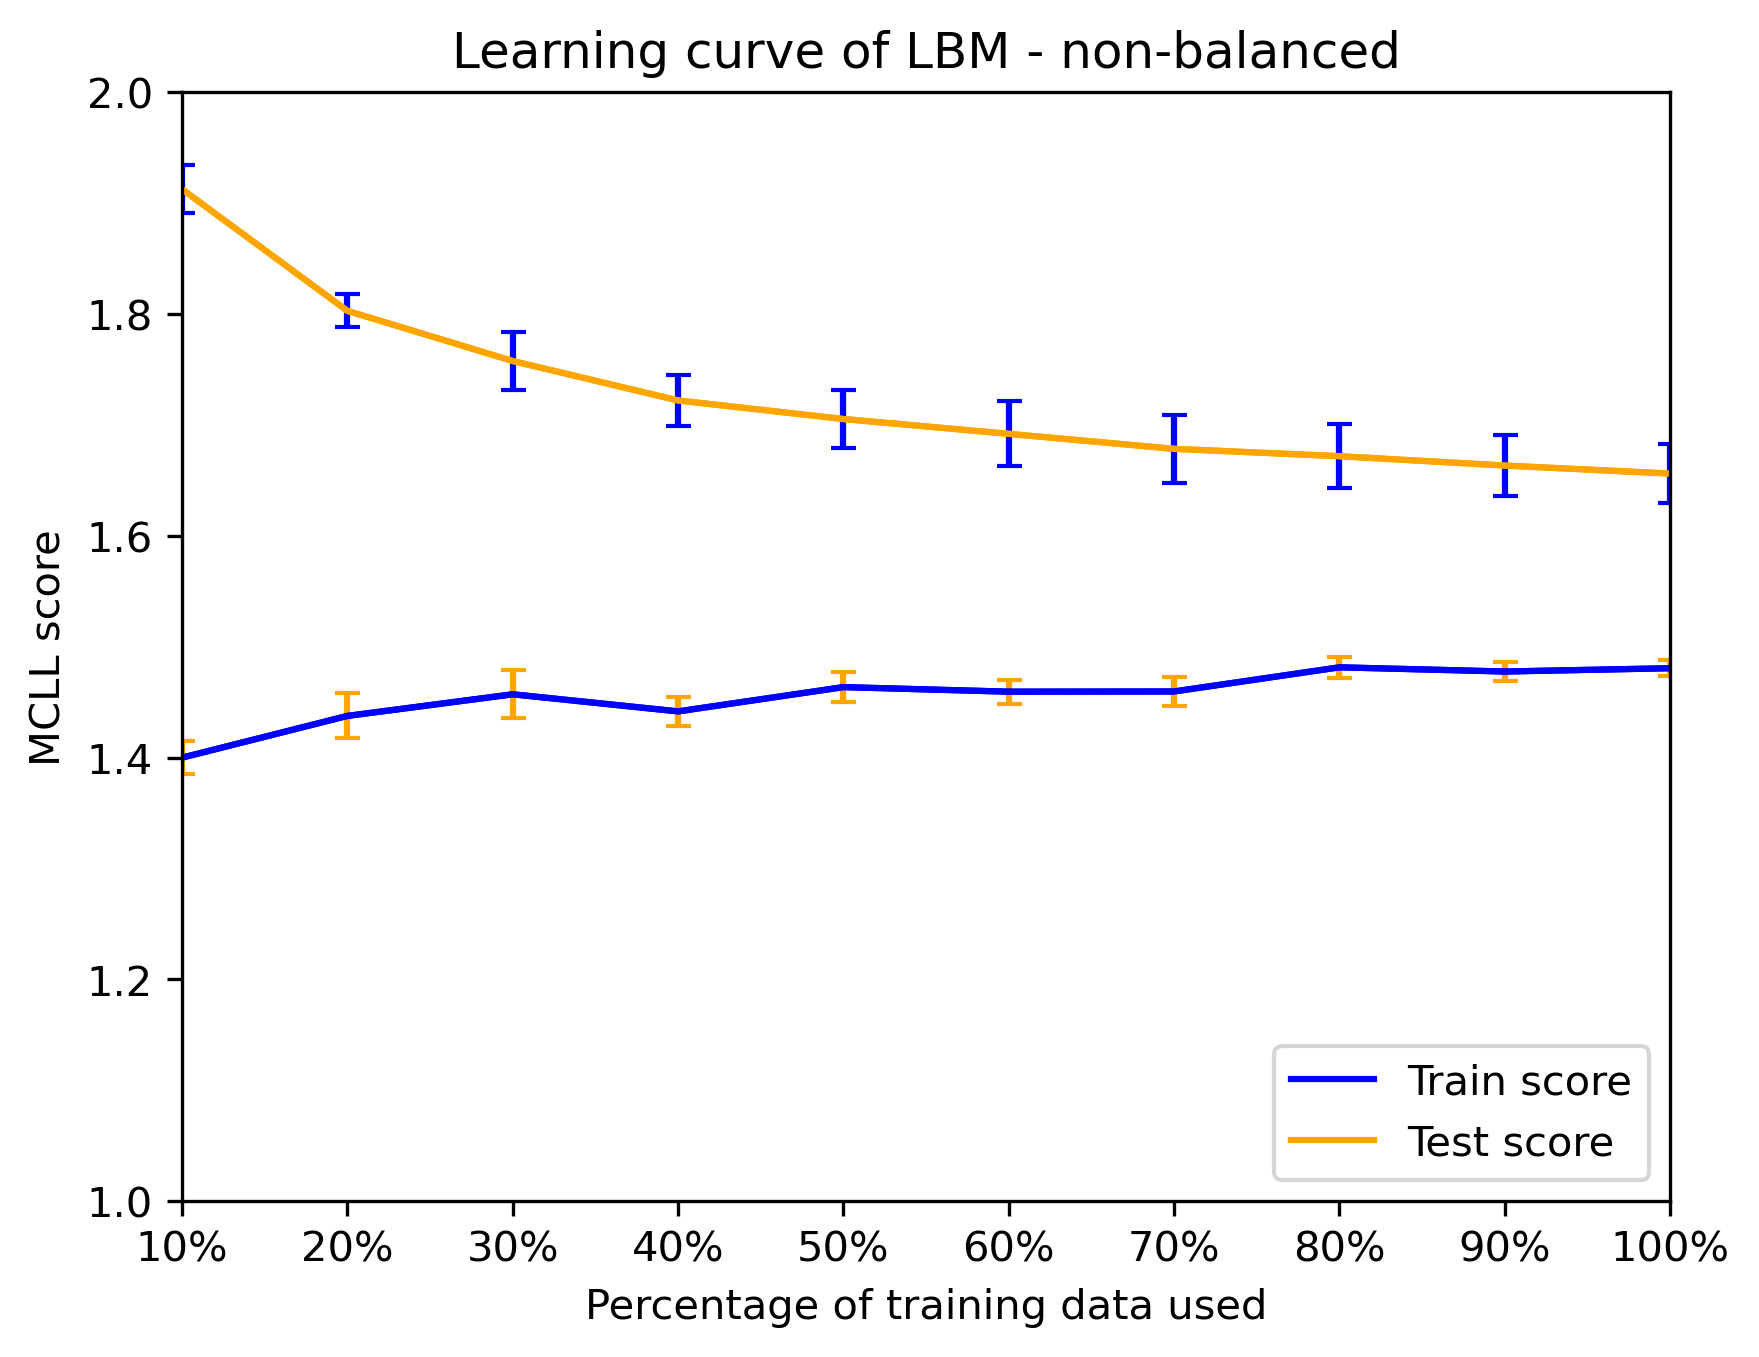 Learning curve of LBM - non-balanced
2.0
1.8
1.6
1.4
1.2
1.0
MCLL score
10% 20% 30% 40% 50% 60% 70% 80% 90% 100%
Percentage of training data used
Train score
Test score